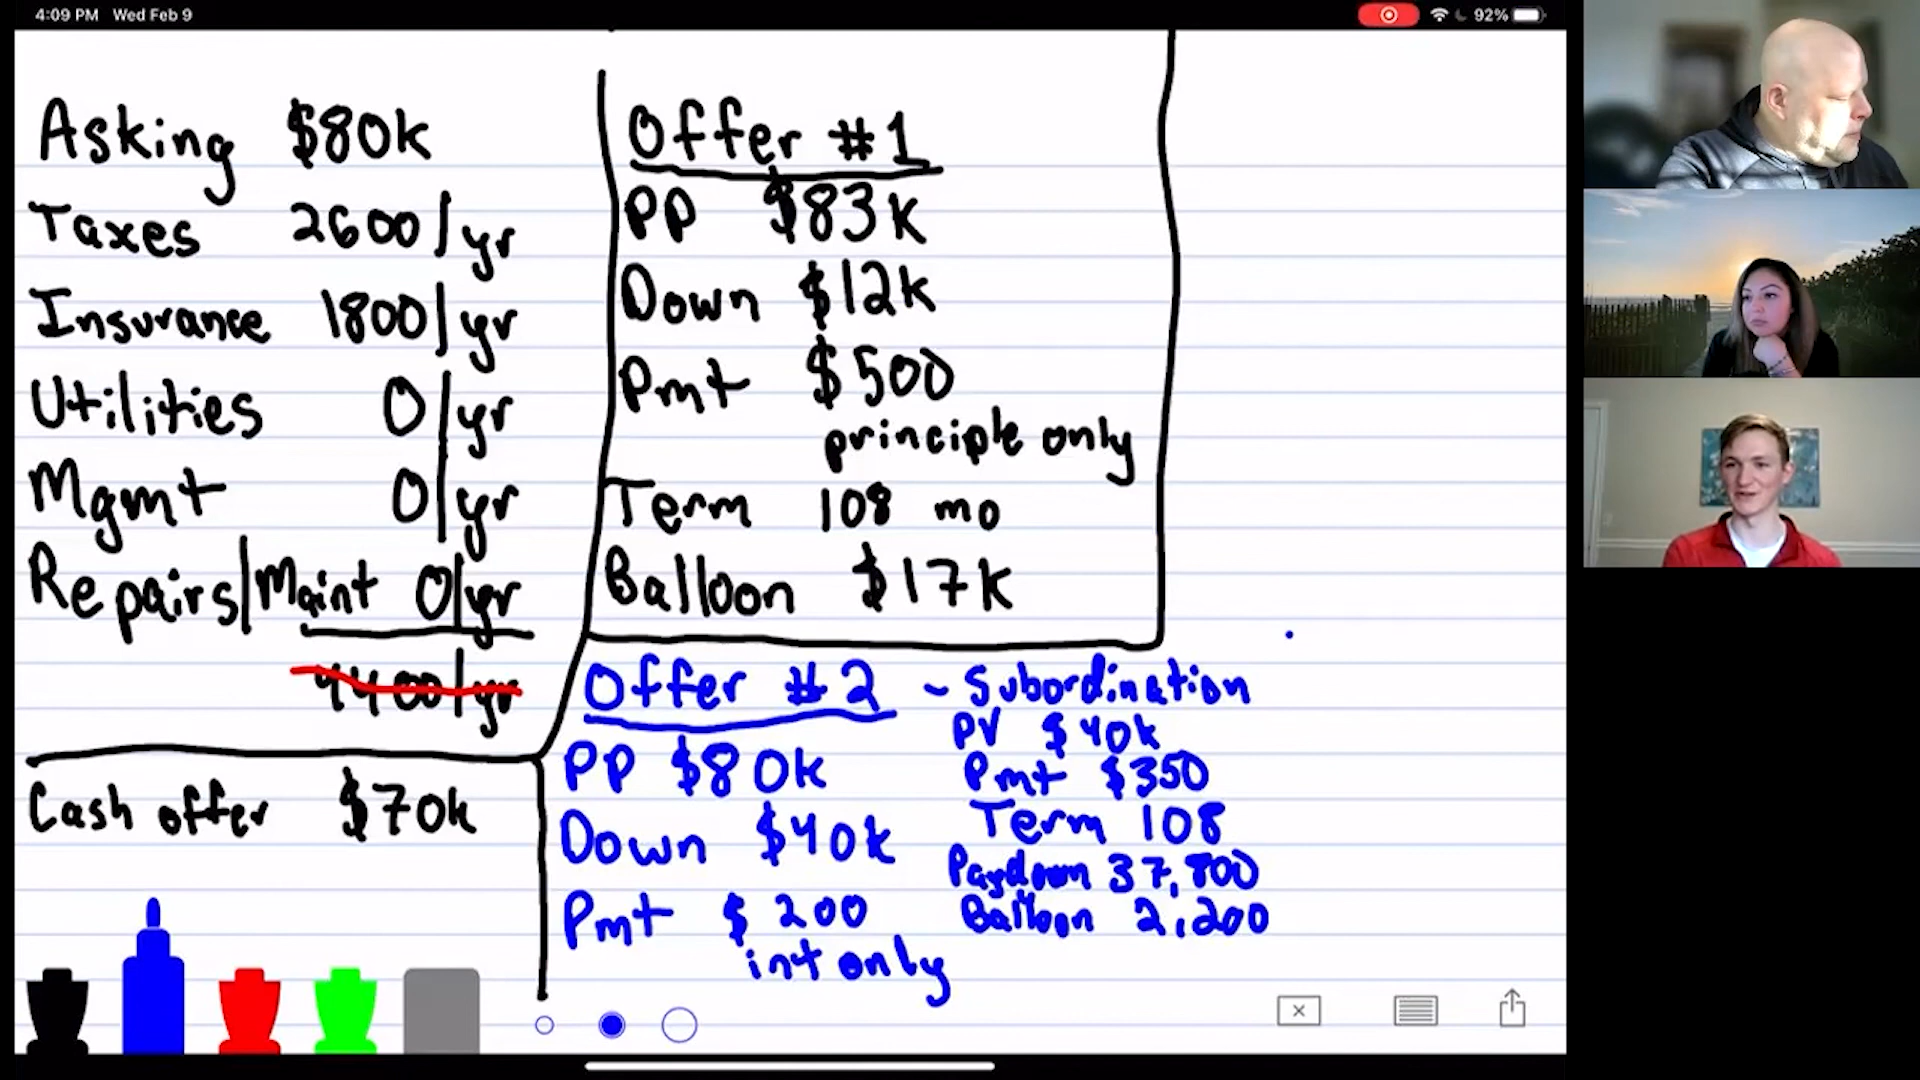 4:09 PM Wed Feb 9
92%
Asking $80k
Taxes 2600/yr
Insurance 1800/yr
Utilities 0/yr
Mgmt 0/yr
Repairs/Maint 0/yr
4400/yr
Cash offer $70k
Offer #1
PP $83k
Down $12k
Pmt $500
principle only
Term 108 mo
Balloon $17k
Offer #2
PP $80k
Down $40k
Pmt $200
int only
- Subordination
PV $40k
Pmt $350
Term 108
Paydown 37,800
Balloon 2,200